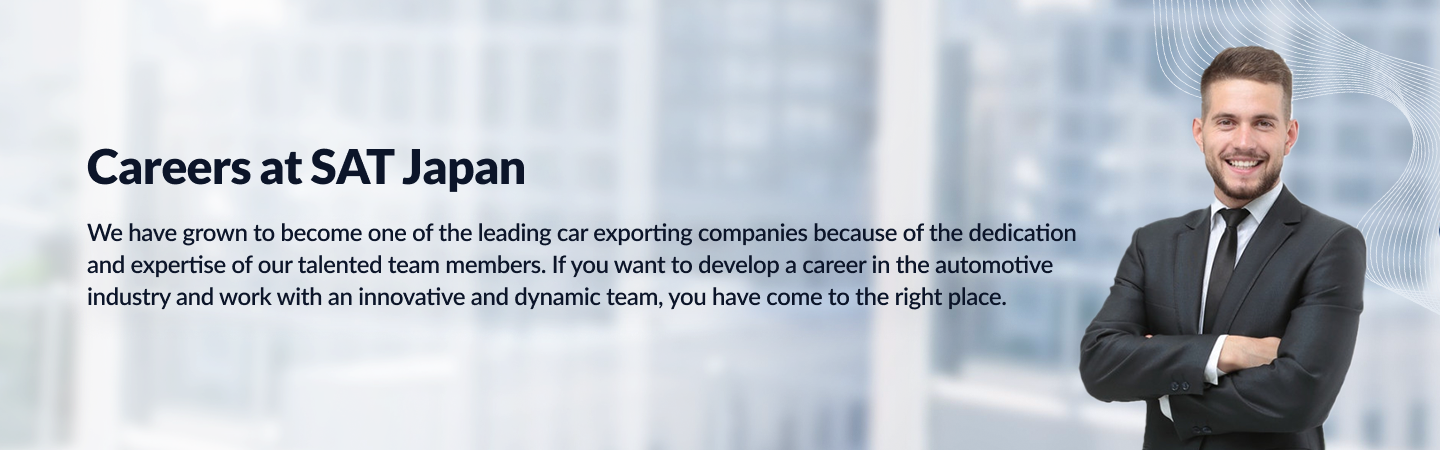 Careers at SAT Japan
We have grown to become one of the leading car exporting companies because of the dedication
and expertise of our talented team members. If you want to develop a career in the automotive
industry and work with an innovative and dynamic team, you have come to the right place.